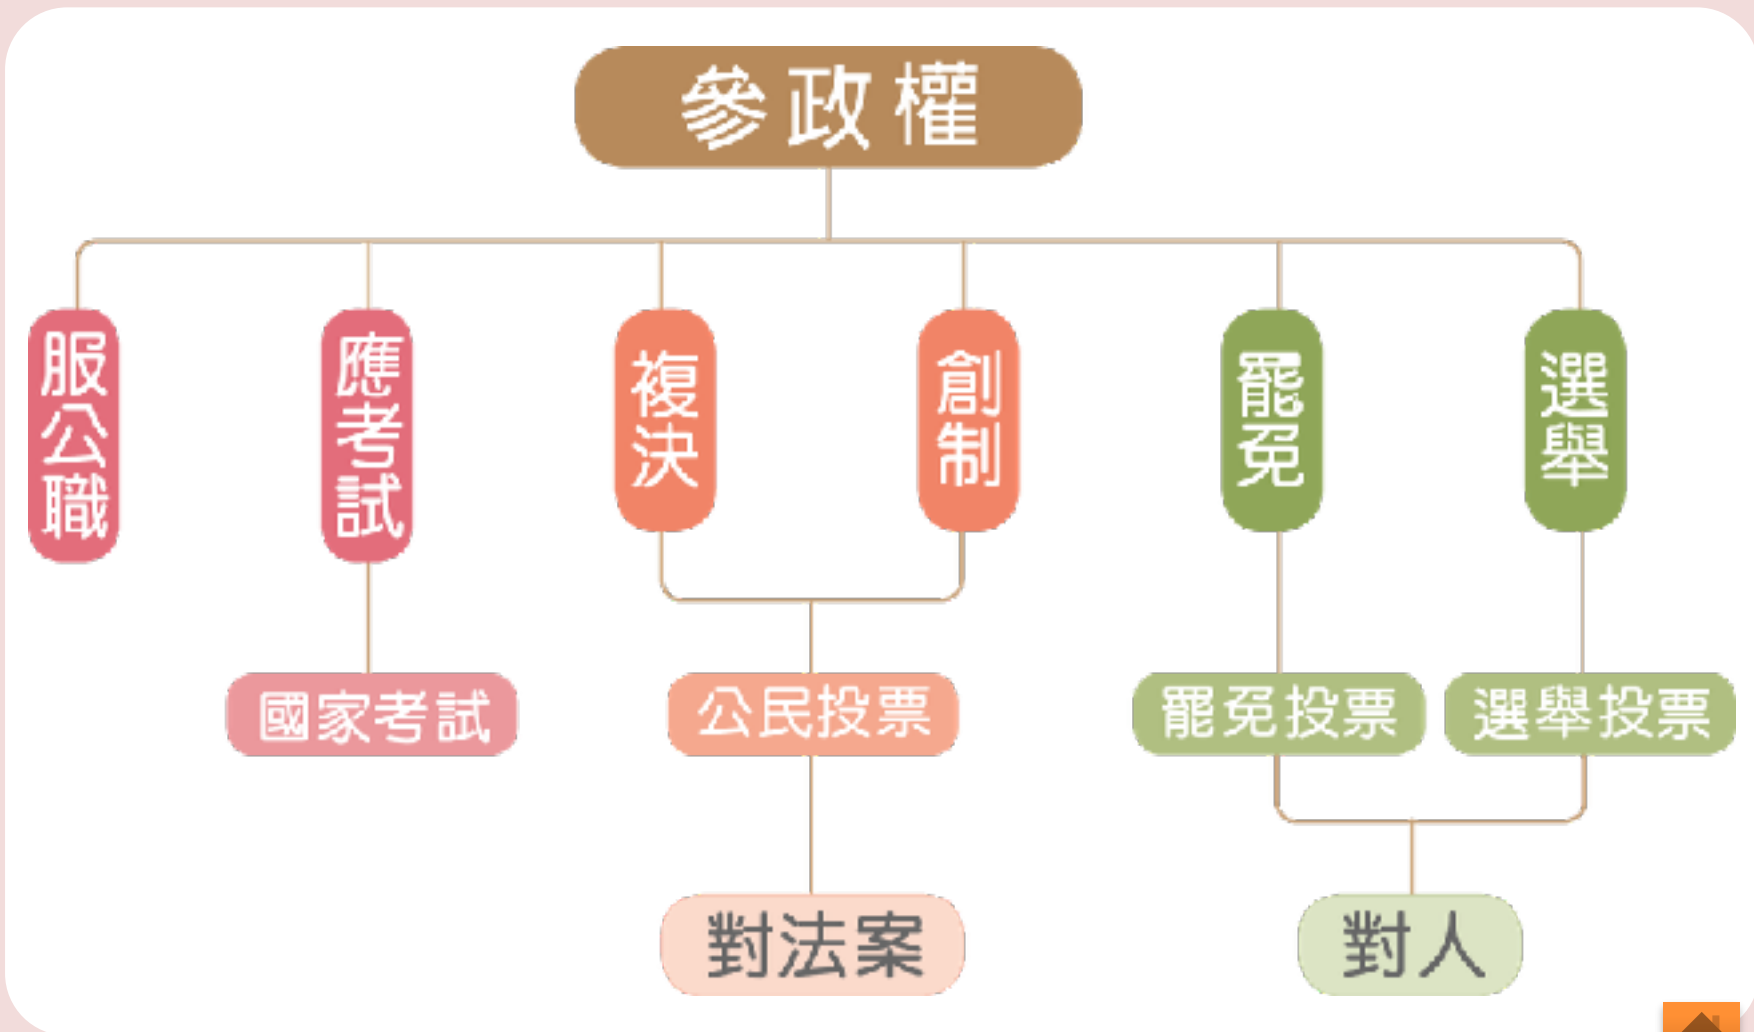 參政權
服公職
應考試
複決
創制
罷免
選舉
國家考試
公民投票
罷免投票
選舉投票
對法案
對人